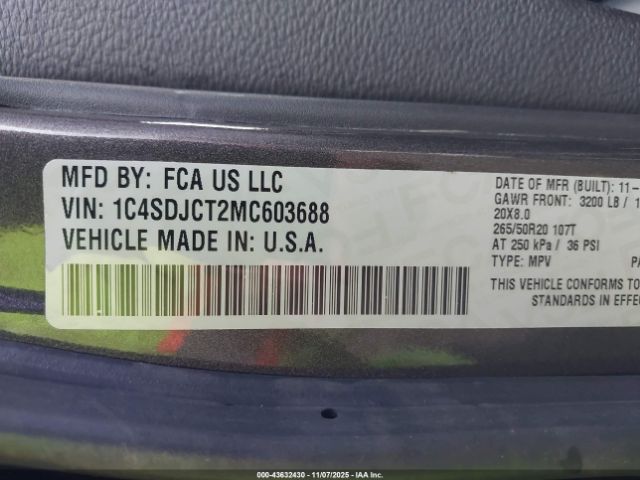 MFD BY: FCA US LLC
VIN: 1C4SDJCT2MC603688
VEHICLE MADE IN: U.S.A.
DATE OF MFR (BUILT): 11-
GAWR FRONT: 3200 LB / 1
20X8.0
265/50R20 107T
AT 250 kPa / 36 PSI
TYPE: MPV PA
THIS VEHICLE CONFORMS TO
STANDARDS IN EFFE
000-43632430 - 11/07/2025 - IAA Inc.